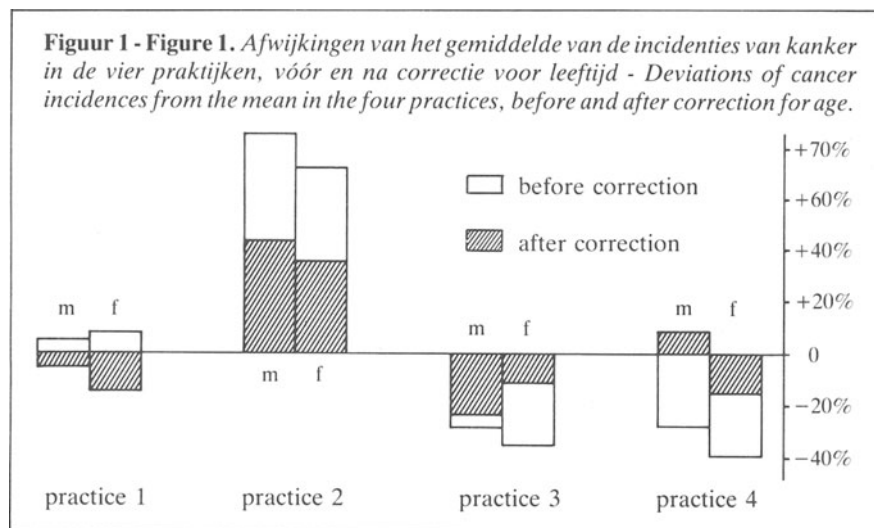 Figuur 1 - Figure 1. Afwijkingen van het gemiddelde van de incidenties van kanker
in de vier praktijken, vóór en na correctie voor leeftijd - Deviations of cancer
incidences from the mean in the four practices, before and after correction for age.
+70%
before correction
+60%
after correction
+40%
m f
+20%
m f
m f
0
m f
−20%
−40%
practice 1 practice 2 practice 3 practice 4